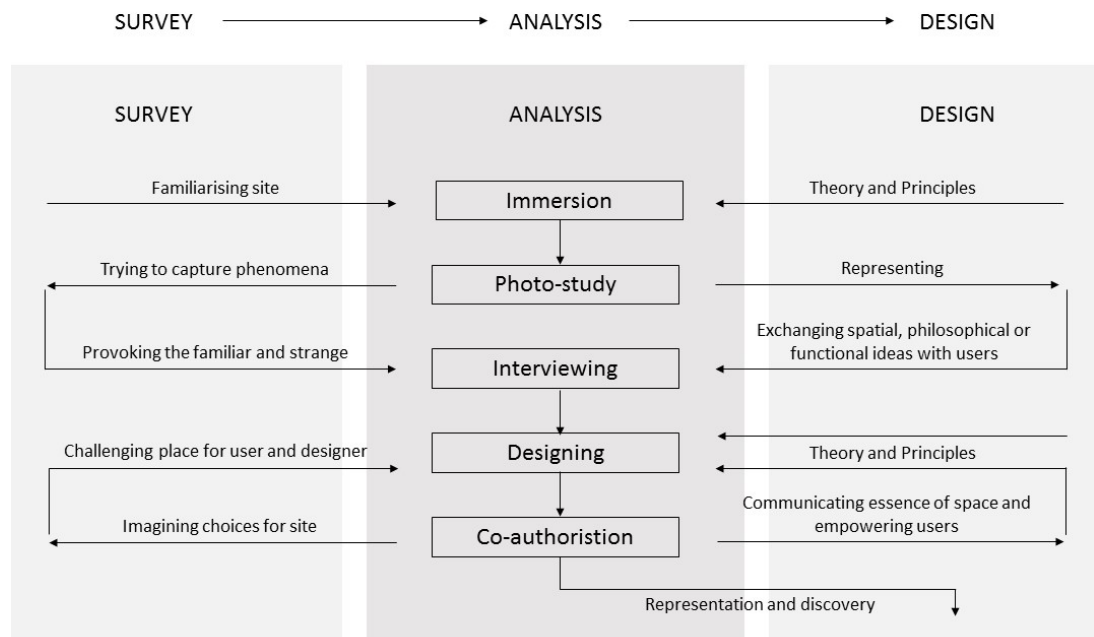 SURVEY
ANALYSIS
DESIGN
SURVEY
ANALYSIS
DESIGN
Familiarising site
Immersion
Theory and Principles
Trying to capture phenomena
Photo-study
Representing
Provoking the familiar and strange
Interviewing
Exchanging spatial, philosophical or
functional ideas with users
Challenging place for user and designer
Designing
Theory and Principles
Imagining choices for site
Co-authoristion
Communicating essence of space and
empowering users
Representation and discovery